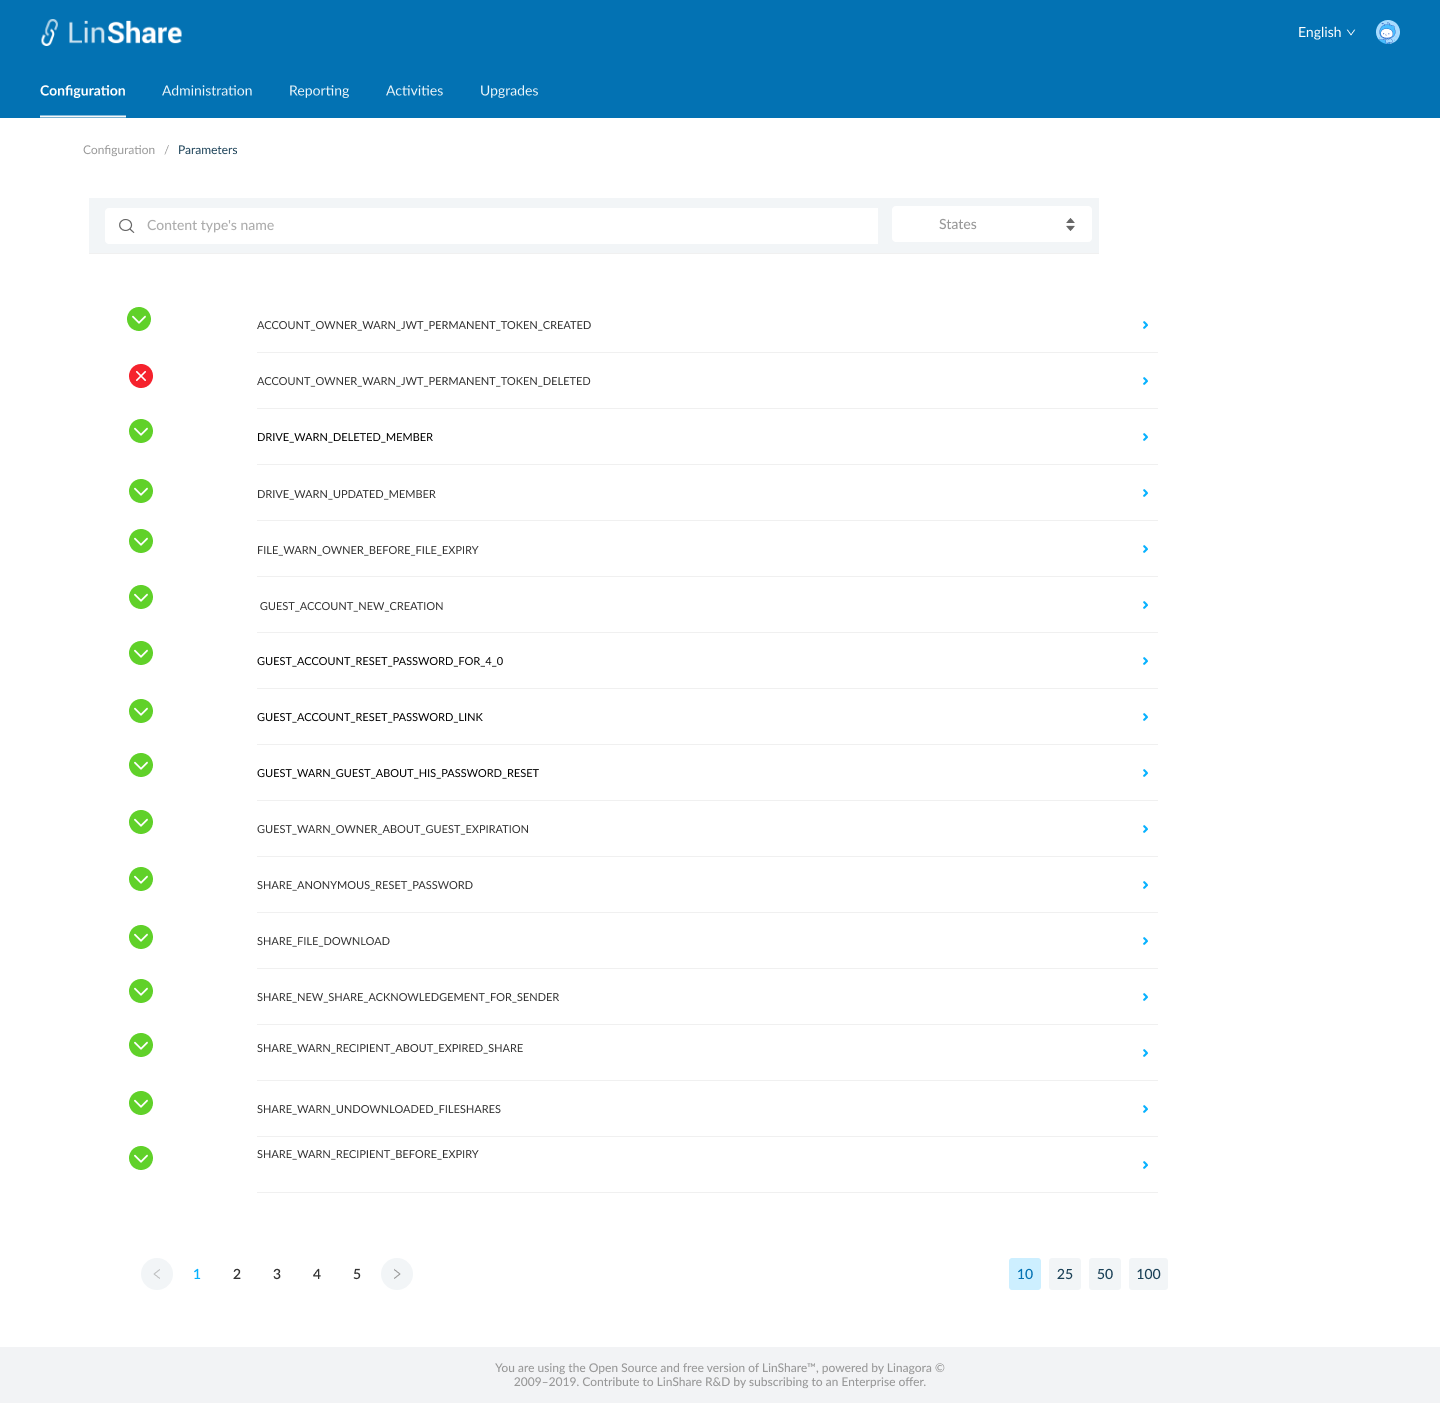 LinShare
English
Configuration Administration Reporting Activities Upgrades
Configuration / Parameters
Content type's name
States
ACCOUNT_OWNER_WARN_JWT_PERMANENT_TOKEN_CREATED
ACCOUNT_OWNER_WARN_JWT_PERMANENT_TOKEN_DELETED
DRIVE_WARN_DELETED_MEMBER
DRIVE_WARN_UPDATED_MEMBER
FILE_WARN_OWNER_BEFORE_FILE_EXPIRY
GUEST_ACCOUNT_NEW_CREATION
GUEST_ACCOUNT_RESET_PASSWORD_FOR_4_0
GUEST_ACCOUNT_RESET_PASSWORD_LINK
GUEST_WARN_GUEST_ABOUT_HIS_PASSWORD_RESET
GUEST_WARN_OWNER_ABOUT_GUEST_EXPIRATION
SHARE_ANONYMOUS_RESET_PASSWORD
SHARE_FILE_DOWNLOAD
SHARE_NEW_SHARE_ACKNOWLEDGEMENT_FOR_SENDER
SHARE_WARN_RECIPIENT_ABOUT_EXPIRED_SHARE
SHARE_WARN_UNDOWNLOADED_FILESHARES
SHARE_WARN_RECIPIENT_BEFORE_EXPIRY
1 2 3 4 5
10 25 50 100
You are using the Open Source and free version of LinShare™, powered by Linagora ©
2009–2019. Contribute to LinShare R&D by subscribing to an Enterprise offer.